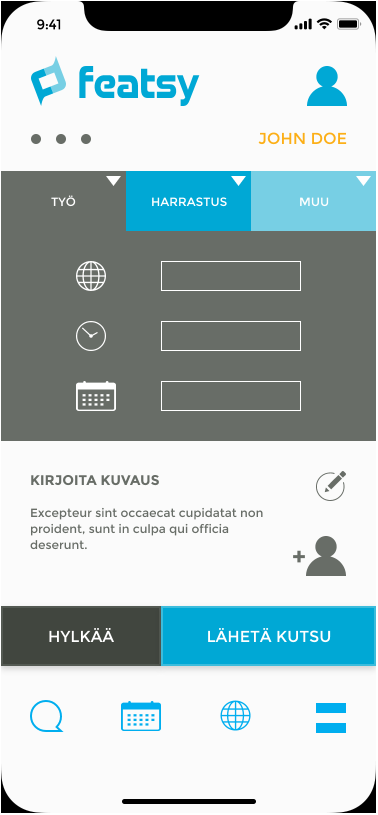 9:41
featsy
JOHN DOE
TYÖ HARRASTUS MUU
KIRJOITA KUVAUS
Excepteur sint occaecat cupidatat non
proident, sunt in culpa qui officia
deserunt.
HYLKÄÄ LÄHETÄ KUTSU